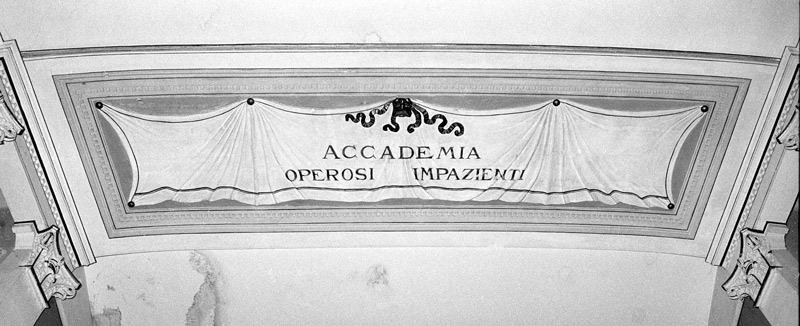 ACCADEMIA
OPEROSI IMPAZIENTI